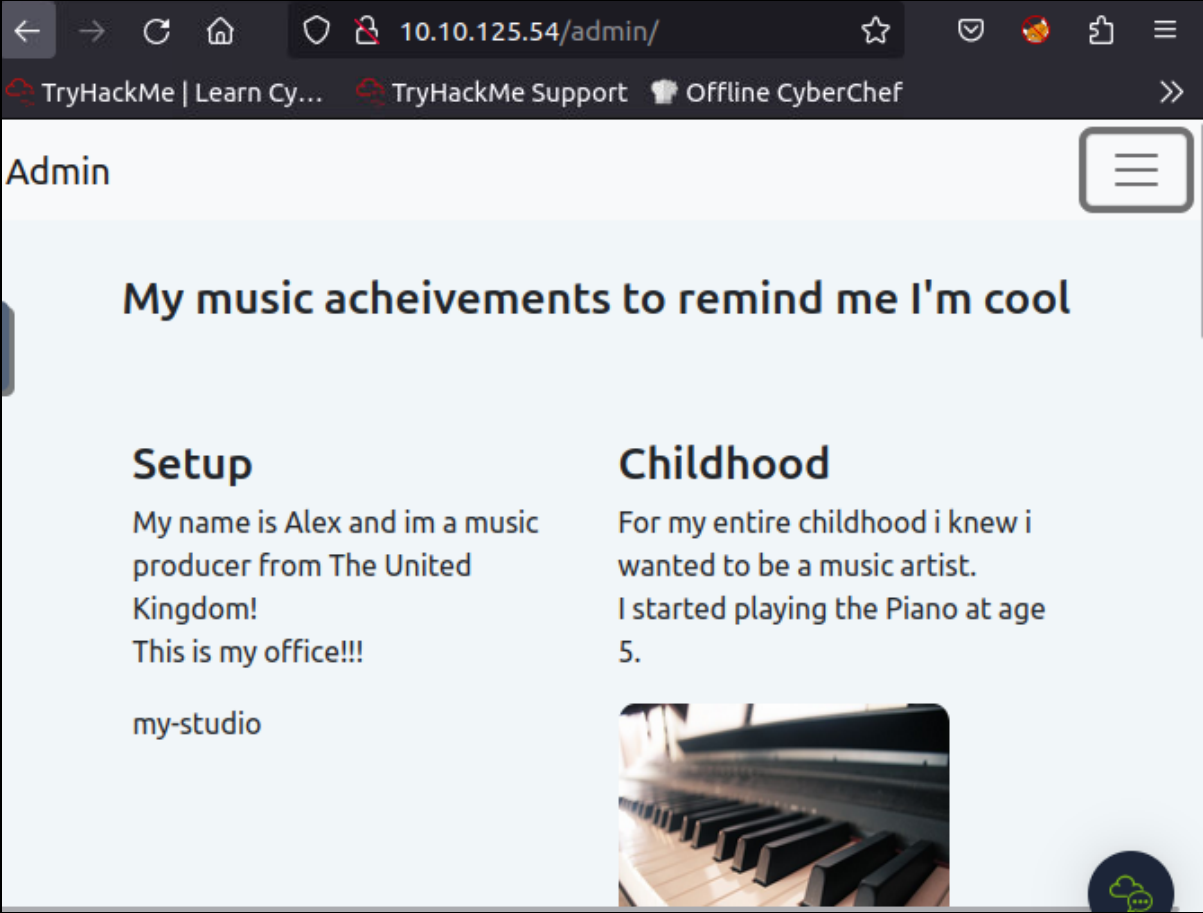 10.10.125.54/admin/
TryHackMe | Learn Cy...
TryHackMe Support
Offline CyberChef
Admin
My music acheivements to remind me I'm cool
Setup
My name is Alex and im a music
producer from The United
Kingdom!
This is my office!!!
my-studio
Childhood
For my entire childhood i knew i
wanted to be a music artist.
I started playing the Piano at age
5.